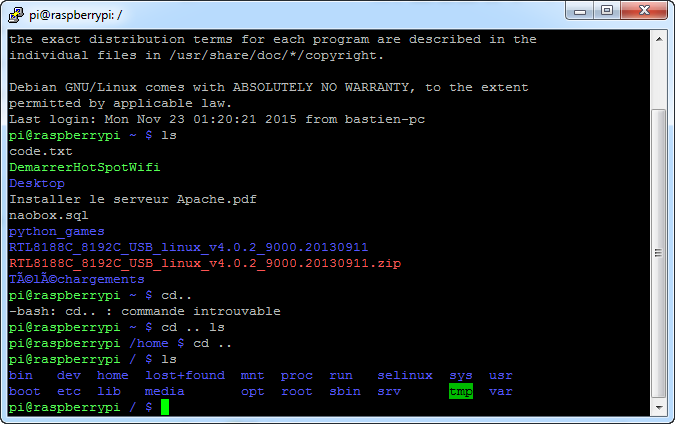 pi@raspberrypi: /
the exact distribution terms for each program are described in the
individual files in /usr/share/doc/*/copyright.
Debian GNU/Linux comes with ABSOLUTELY NO WARRANTY, to the extent
permitted by applicable law.
Last login: Mon Nov 23 01:20:21 2015 from bastien-pc
pi@raspberrypi ~ $ ls
code.txt
DemarrerHotSpotWifi
Desktop
Installer le serveur Apache.pdf
naobox.sql
python_games
RTL8188C_8192C_USB_linux_v4.0.2_9000.20130911
RTL8188C_8192C_USB_linux_v4.0.2_9000.20130911.zip
TÃ©lÃ©chargements
pi@raspberrypi ~ $ cd..
-bash: cd.. : commande introuvable
pi@raspberrypi ~ $ cd .. ls
pi@raspberrypi /home $ cd ..
pi@raspberrypi / $ ls
bin dev home lost+found mnt proc run selinux sys usr
boot etc lib media opt root sbin srv tmp var
pi@raspberrypi / $